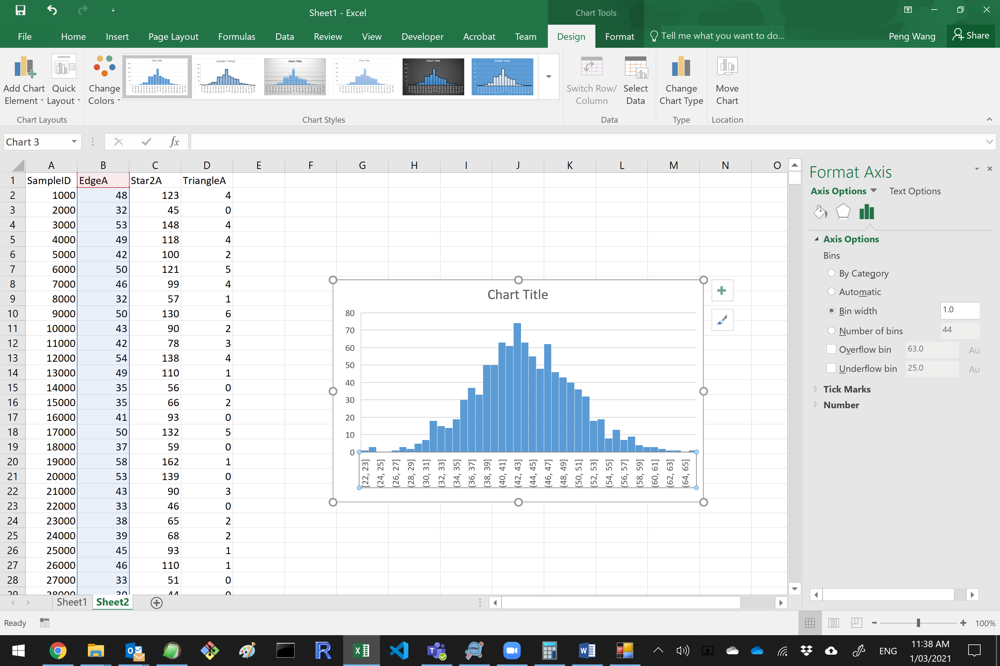 Sheet1 - Excel
Chart Tools
File Home Insert Page Layout Formulas Data Review View Developer Acrobat Team Design Format Tell me what you want to do... Peng Wang Share
Add Chart Element
Quick Layout
Change Colors
Chart Title
CHART TITLE
Chart Title
Chart Title
Chart Title
CHART TITLE
Switch Row/ Column
Select Data
Change Chart Type
Move Chart
Chart Layouts
Chart Styles
Data
Type
Location
Chart 3
fx
A B C D E F G H I J K L M N O
1 SampleID EdgeA Star2A TriangleA
2 1000 48 123 4
3 2000 32 45 0
4 3000 53 148 4
5 4000 49 118 4
6 5000 42 100 2
7 6000 50 121 5
8 7000 46 99 4
9 8000 32 57 1
10 9000 50 130 6
11 10000 43 90 2
12 11000 42 78 3
13 12000 54 138 4
14 13000 49 110 1
15 14000 35 56 0
16 15000 35 66 2
17 16000 41 93 0
18 17000 50 132 5
19 18000 37 59 0
20 19000 58 162 1
21 20000 53 139 0
22 21000 43 90 3
23 22000 33 46 0
24 23000 38 65 2
25 24000 39 68 2
26 25000 45 93 1
27 26000 46 110 1
28 27000 33 51 0
29 28000 30 44 0
Chart Title
80
70
60
50
40
30
20
10
0
[22, 23]
(24, 25]
(26, 27]
(28, 29]
(30, 31]
(32, 33]
(34, 35]
(36, 37]
(38, 39]
(40, 41]
(42, 43]
(44, 45]
(46, 47]
(48, 49]
(50, 51]
(52, 53]
(54, 55]
(56, 57]
(58, 59]
(60, 61]
(62, 63]
(64, 65]
Format Axis
Axis Options Text Options
Axis Options
Bins
By Category
Automatic
Bin width 1.0
Number of bins 44
Overflow bin 63.0 Au
Underflow bin 25.0 Au
Tick Marks
Number
Sheet1 Sheet2
Ready
100%
ENG
11:38 AM
1/03/2021